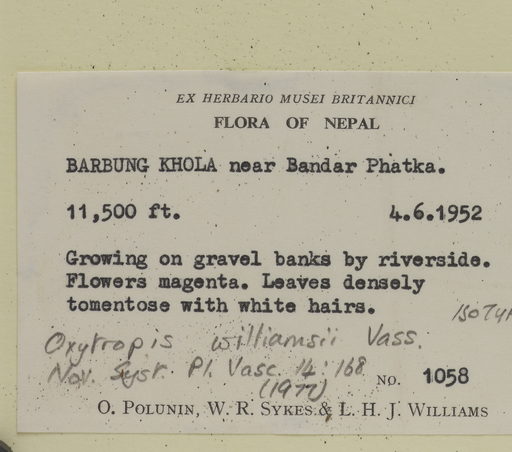 EX HERBARIO MUSEI BRITANNICI
FLORA OF NEPAL
BARBUNG KHOLA near Bandar Phatka.
11,500 ft. 4.6.1952
Growing on gravel banks by riverside.
Flowers magenta. Leaves densely
tomentose with white hairs.
ISOTYP
Oxytropis williamsii Vass.
Nov. Syst. Pl. Vasc. 14: 168
(1977)
NO. 1058
O. POLUNIN, W. R. SYKES & L. H. J. WILLIAMS